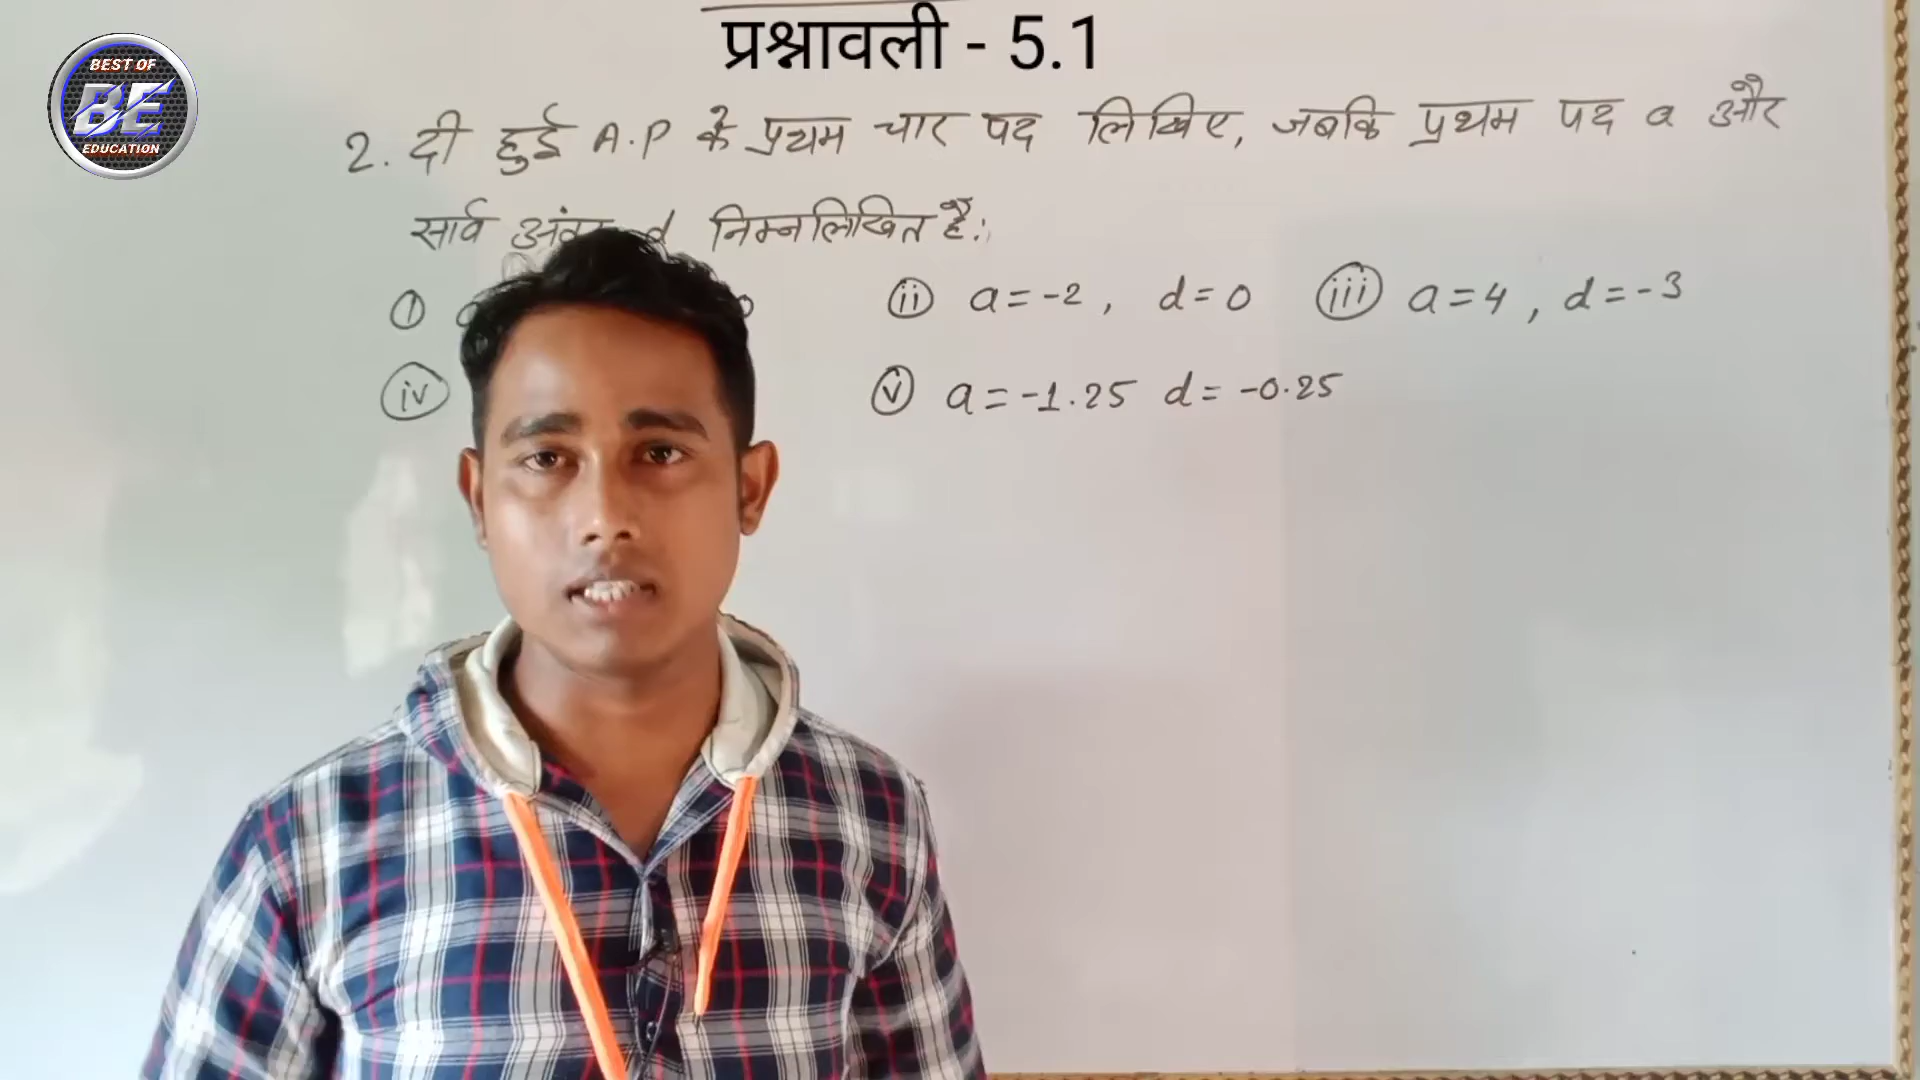 BEST OF
BE
EDUCATION
प्रश्नावली - 5.1
2. दी हुई A.P के प्रथम चार पद लिखिए, जबकि प्रथम पद a और
सार्व d निम्नलिखित हैं:
(i) (ii) a = -2 , d = 0 (iii) a = 4 , d = -3
(iv) (v) a = -1.25 d = -0.25